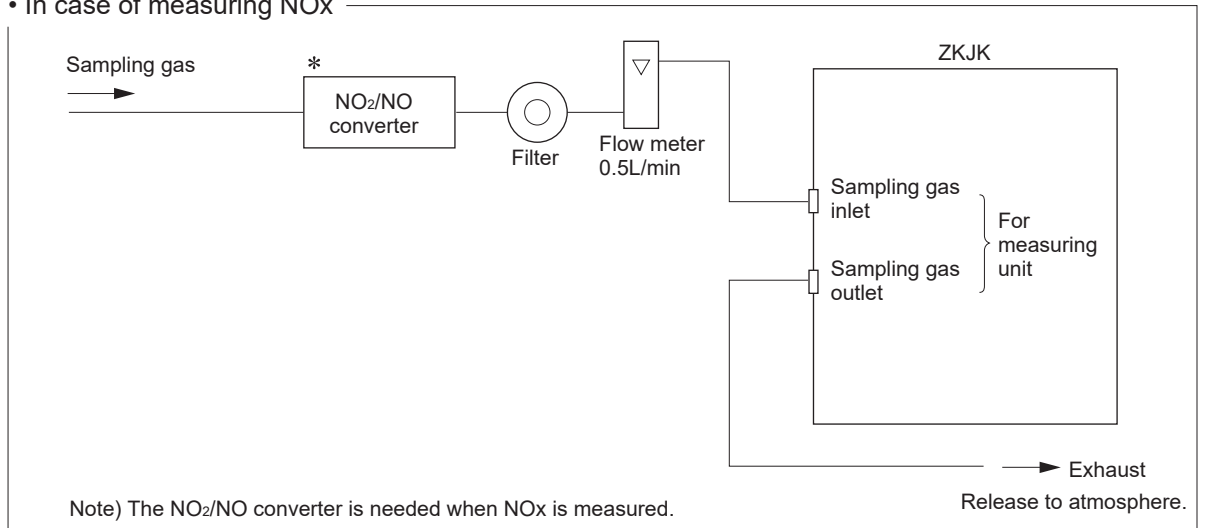 • In case of measuring NOx
Sampling gas
*
NO2/NO
converter
Filter
Flow meter
0.5L/min
ZKJK
Sampling gas
inlet
For
measuring
unit
Sampling gas
outlet
Exhaust
Release to atmosphere.
Note) The NO2/NO converter is needed when NOx is measured.